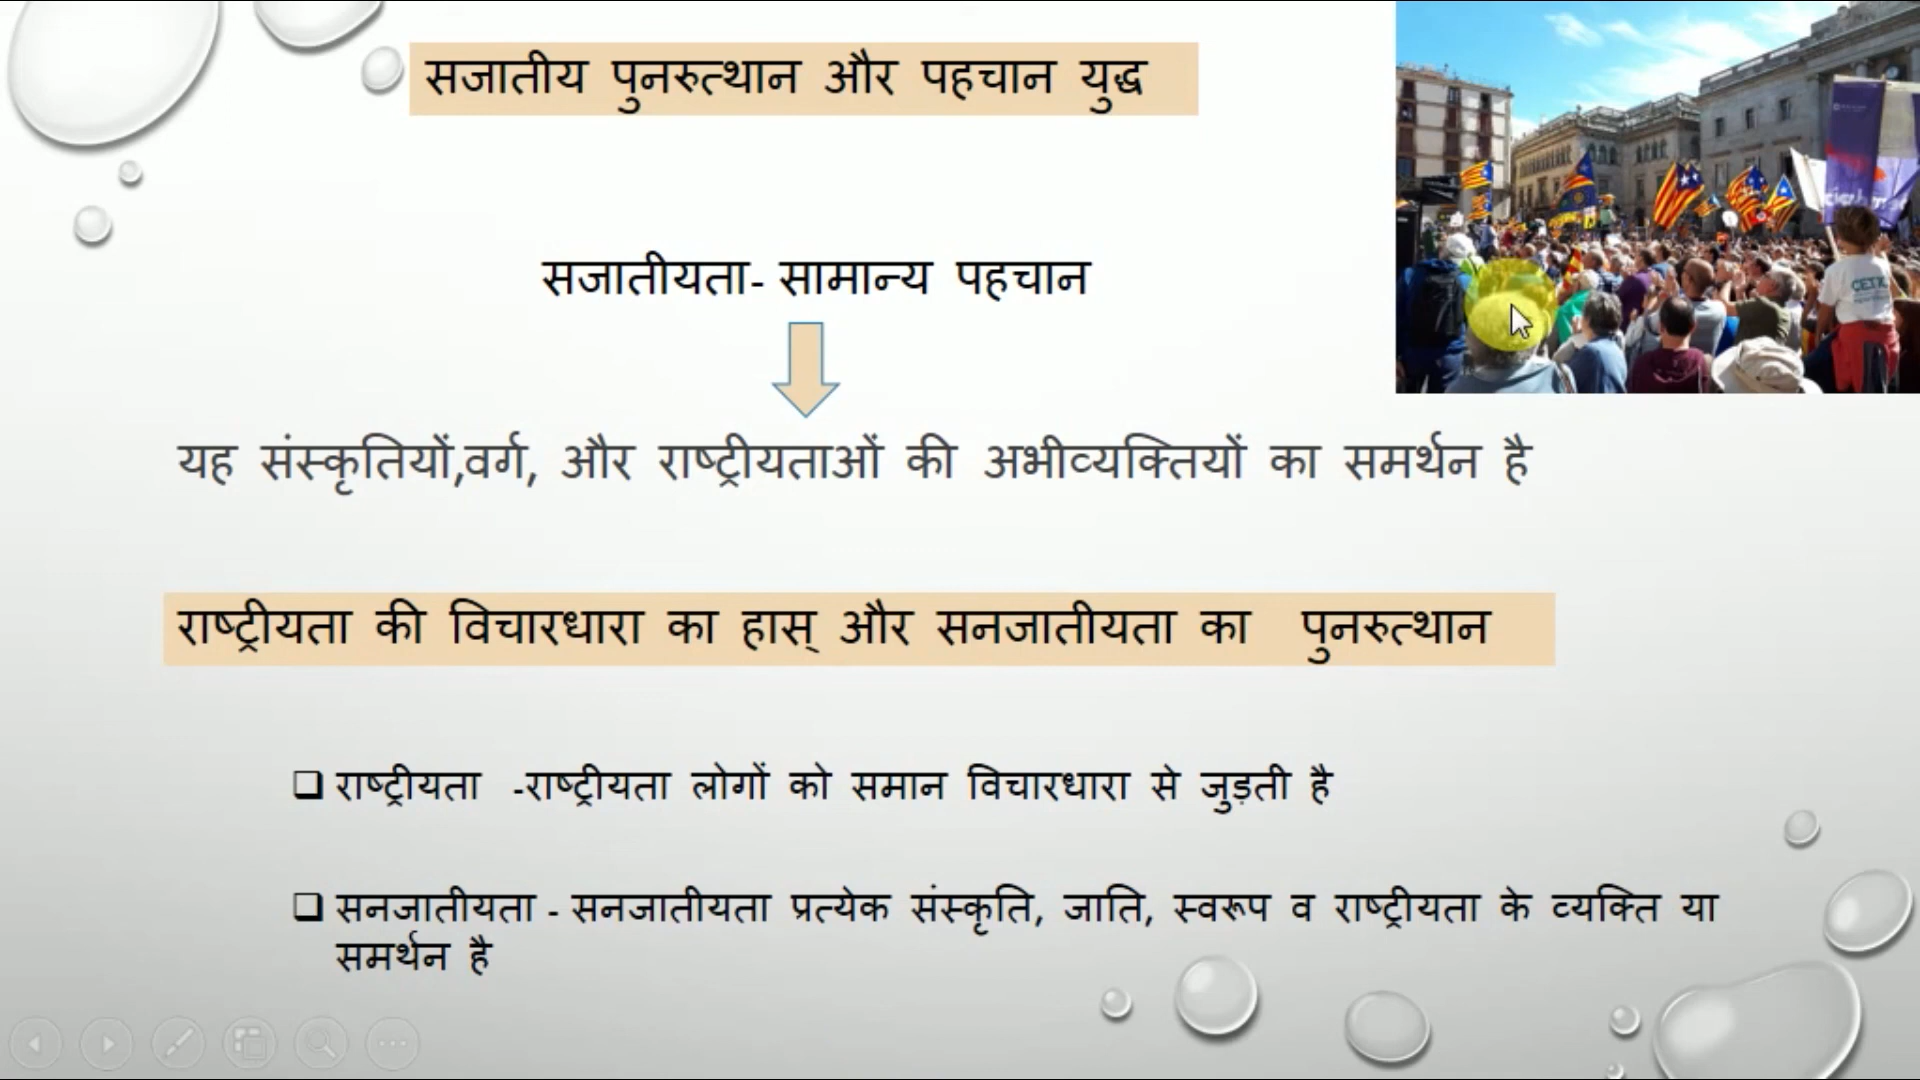 सजातीय पुनरुत्थान और पहचान युद्ध
सजातीयता- सामान्य पहचान
यह संस्कृतियों,वर्ग, और राष्ट्रीयताओं की अभीव्यक्तियों का समर्थन है
राष्ट्रीयता की विचारधारा का हास् और सनजातीयता का पुनरुत्थान
❑ राष्ट्रीयता -राष्ट्रीयता लोगों को समान विचारधारा से जुड़ती है
❑ सनजातीयता - सनजातीयता प्रत्येक संस्कृति, जाति, स्वरूप व राष्ट्रीयता के व्यक्ति या
समर्थन है